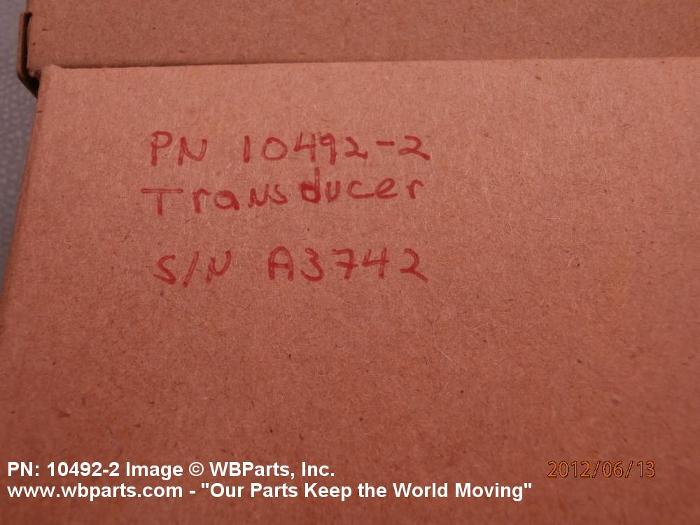 PN 10492-2
Transducer
S/N A3742
PN: 10492-2 Image © WBParts, Inc.
2012/06/13
www.wbparts.com - "Our Parts Keep the World Moving"